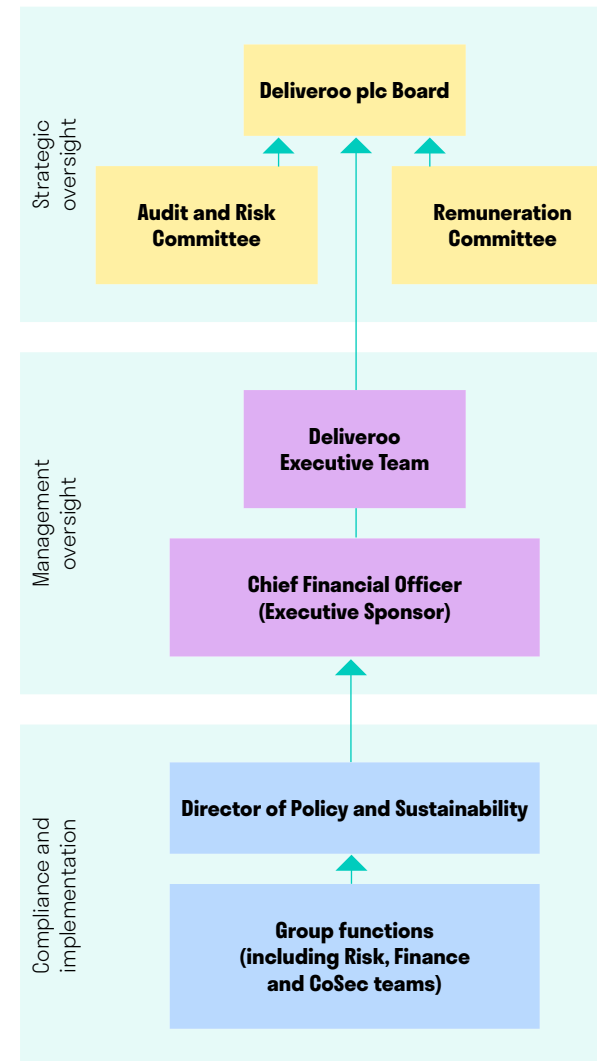 Strategic
oversight
Deliveroo plc Board
Audit and Risk
Committee
Remuneration
Committee
Management
oversight
Deliveroo
Executive Team
Chief Financial Officer
(Executive Sponsor)
Compliance and
implementation
Director of Policy and Sustainability
Group functions
(including Risk, Finance
and CoSec teams)